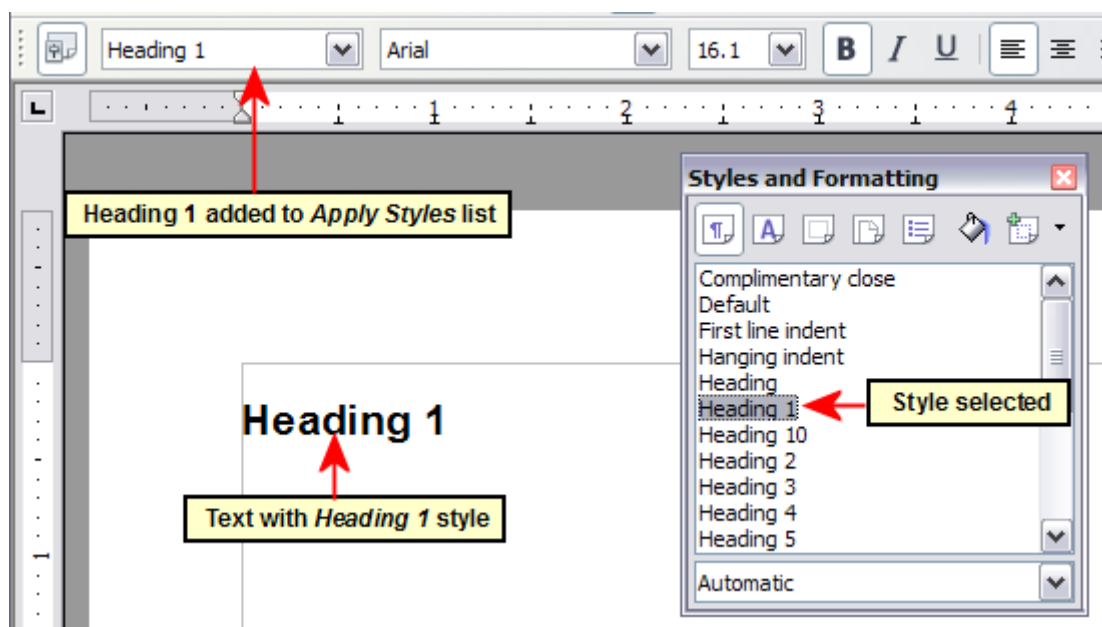 Heading 1 Arial 16.1 B I U
1 2 3 4
Styles and Formatting
Heading 1 added to Apply Styles list
Complimentary close
Default
First line indent
Hanging indent
Heading
Heading 1
Style selected
Heading 10
Heading 2
Heading 3
Heading 4
Heading 5
Automatic
Heading 1
Text with Heading 1 style
1